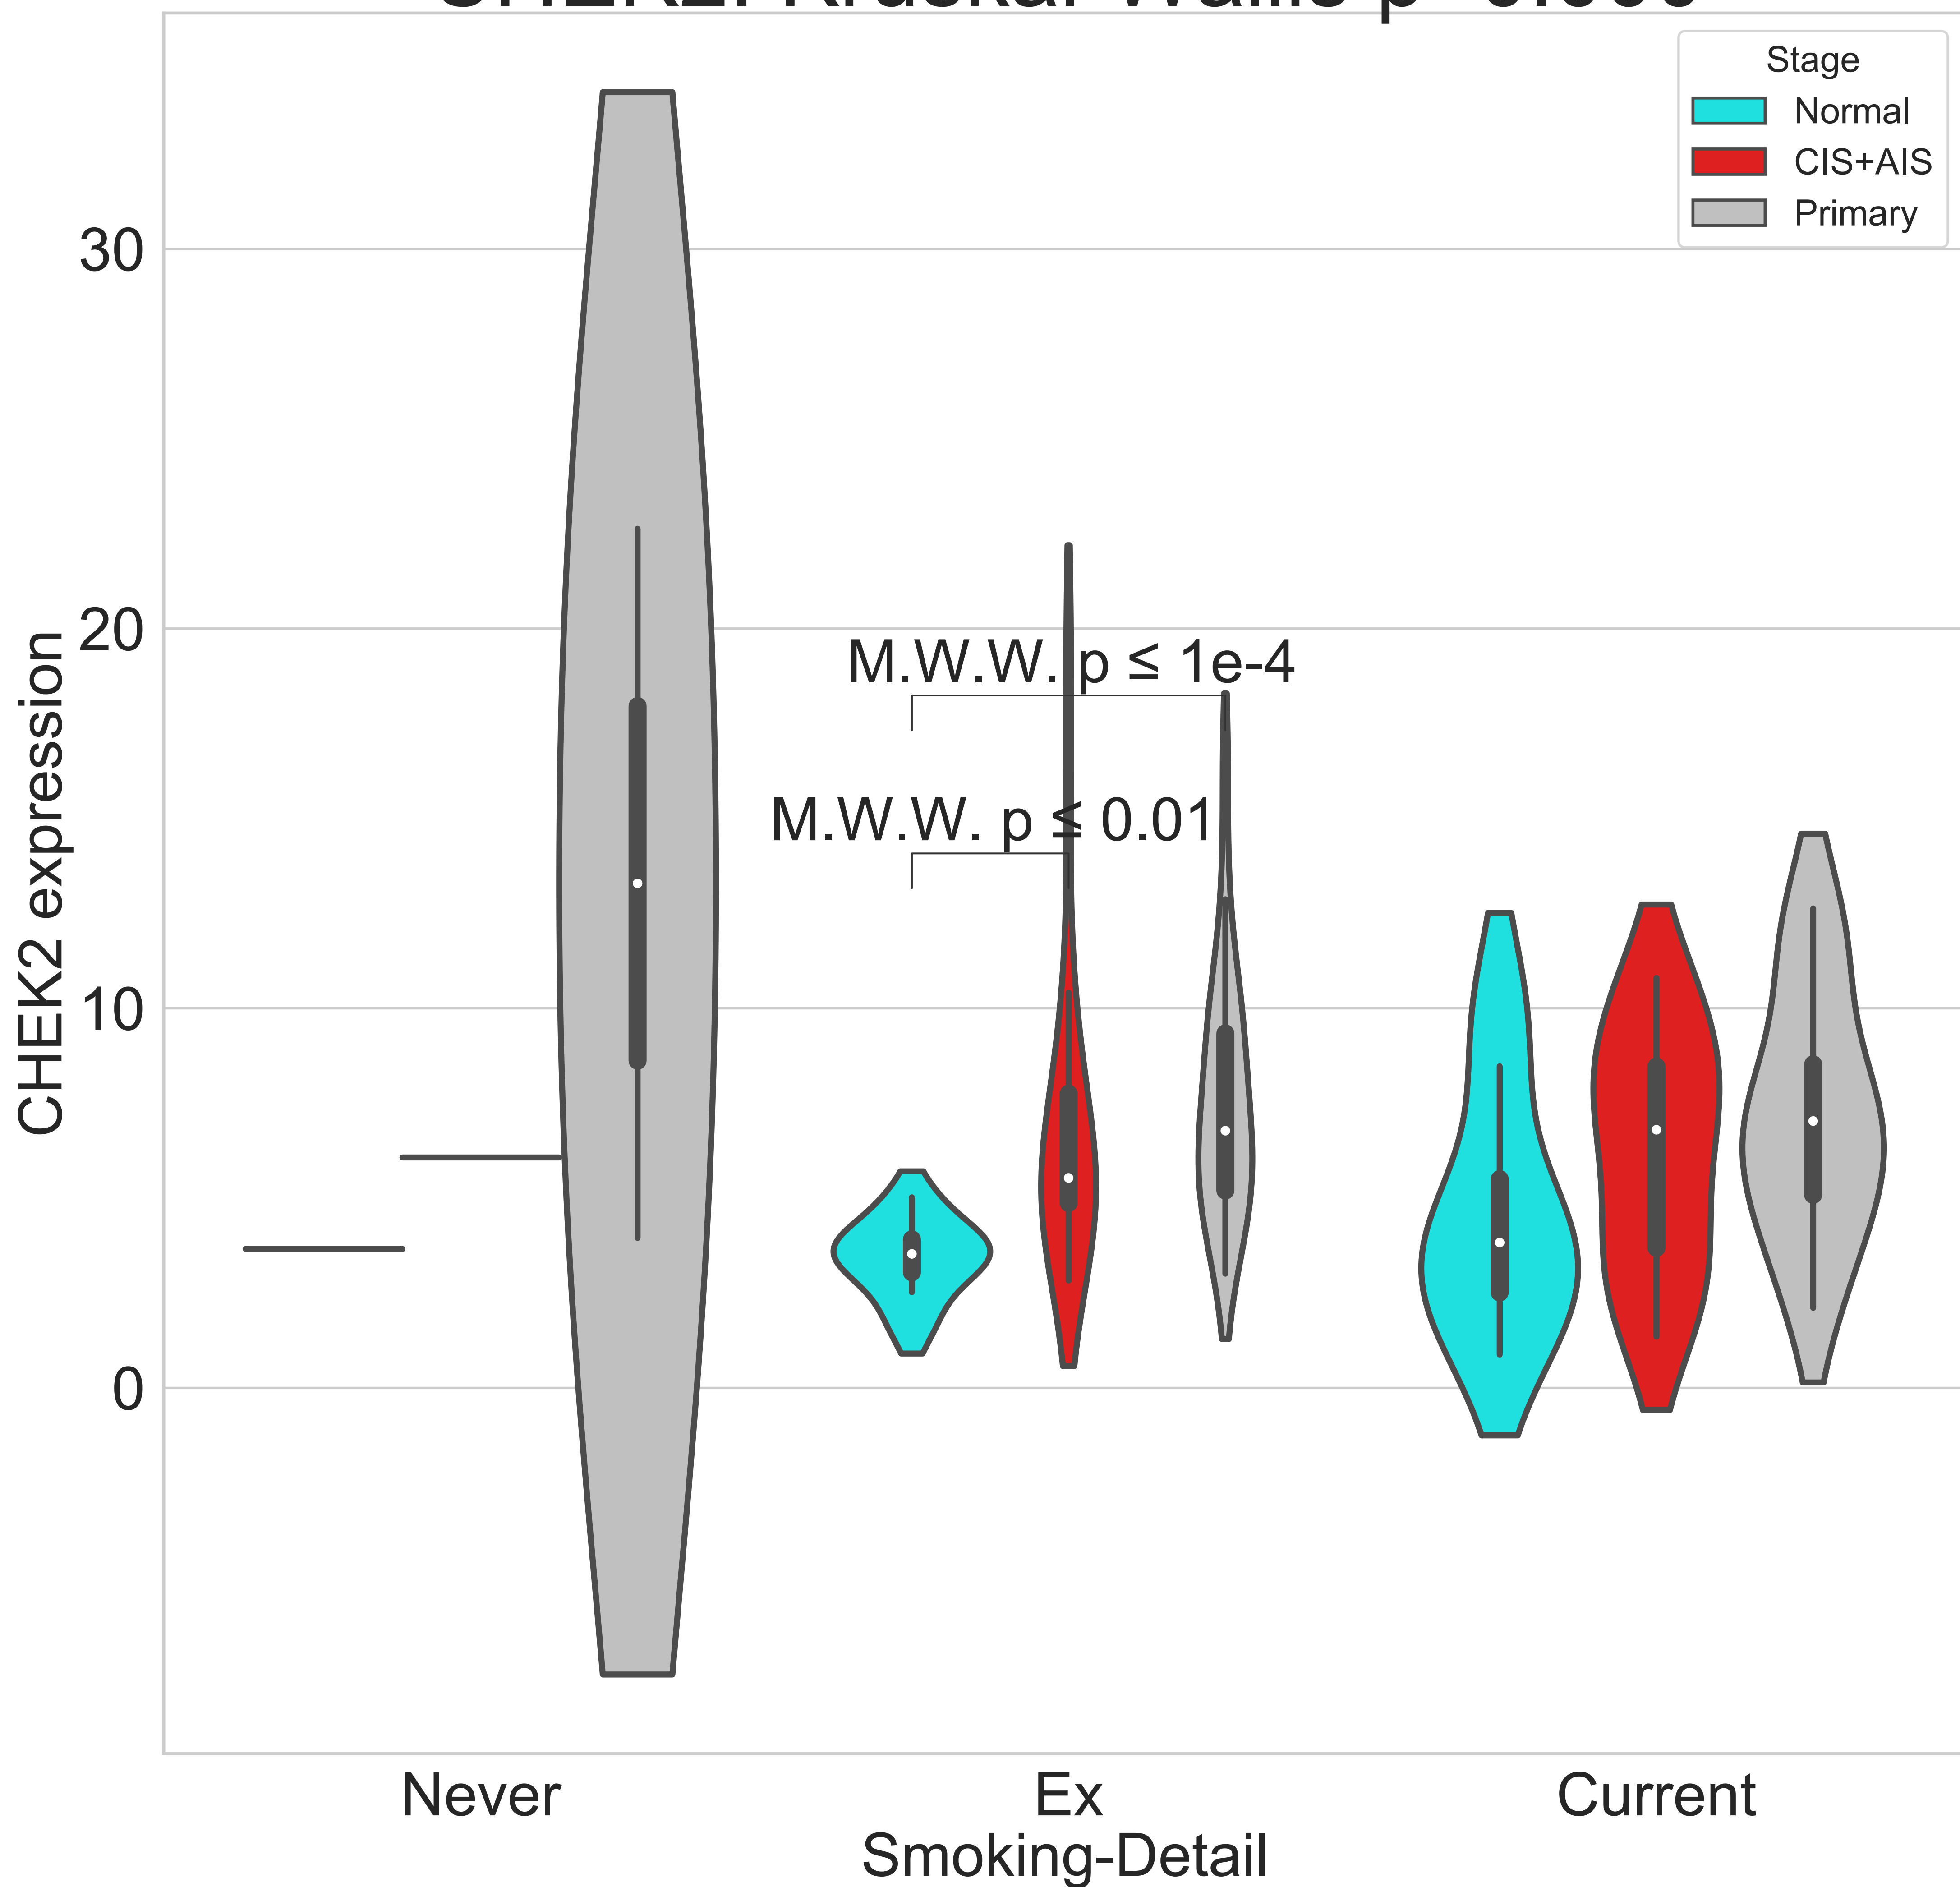 Stage
Normal
CIS+AIS
Primary
30
20
10
0
CHEK2 expression
M.W.W. p ≤ 1e-4
M.W.W. p ≤ 0.01
Never
Ex
Current
Smoking-Detail